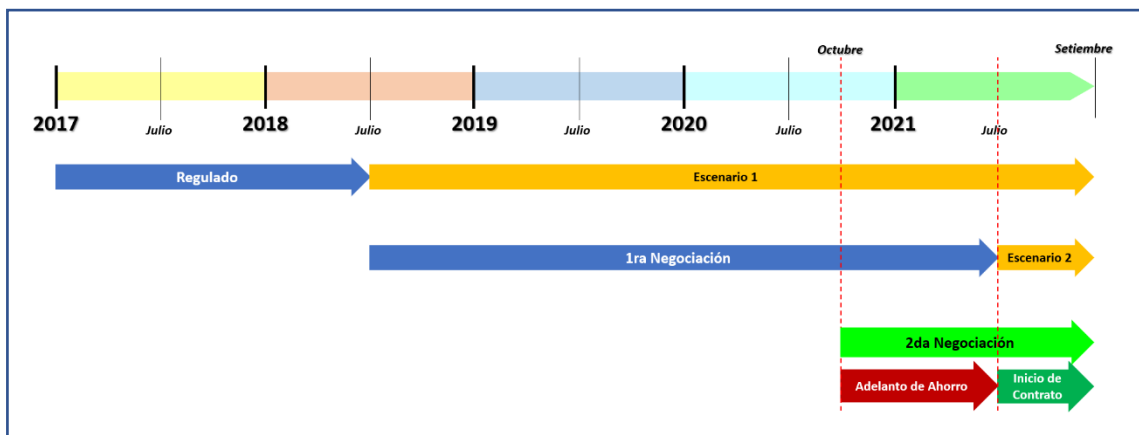 Octubre
Setiembre
2017
Julio
2018
Julio
2019
Julio
2020
Julio
2021
Julio
Regulado
Escenario 1
1ra Negociación
Escenario 2
2da Negociación
Adelanto de Ahorro
Inicio de
Contrato